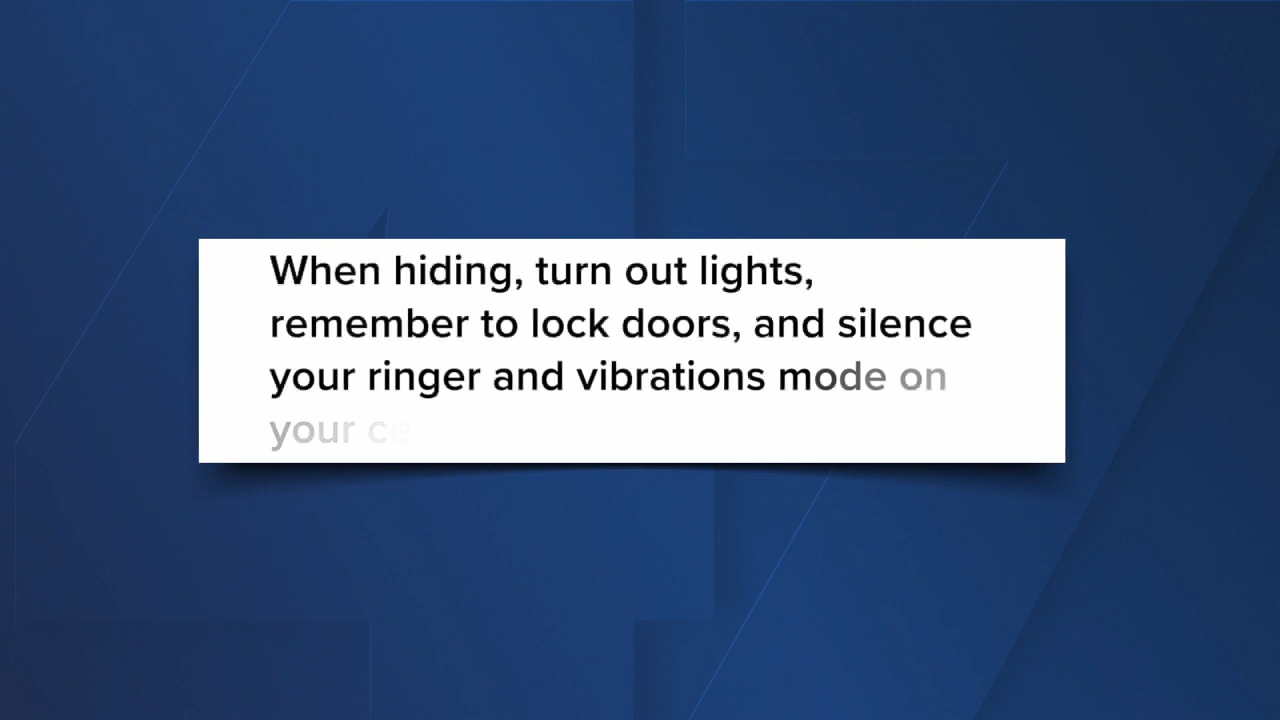 When hiding, turn out lights,
remember to lock doors, and silence
your ringer and vibrations mode on
your